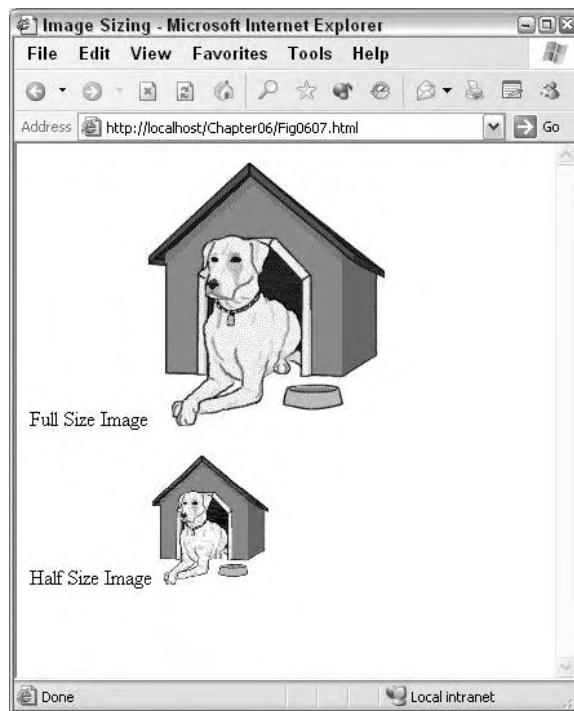 Image Sizing - Microsoft Internet Explorer
File Edit View Favorites Tools Help
Address http://localhost/Chapter06/Fig0607.html Go
Full Size Image
Half Size Image
Done Local intranet